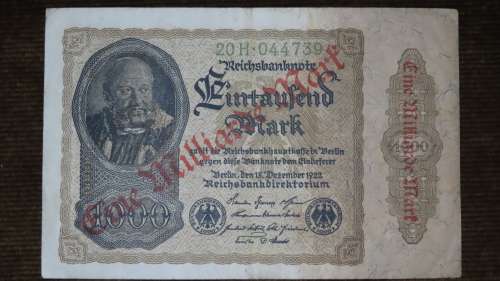 20H·044739
Reichsbanknote
Eintausend
Mark
zahlt die Reichsbankhauptkasse in Berlin
gegen diese Banknote dem Einlieferer
Berlin, den 15. Dezember 1922
Reichsbankdirektorium
1000
Eine Milliarde Mark
1000
Eine Milliarde Mark